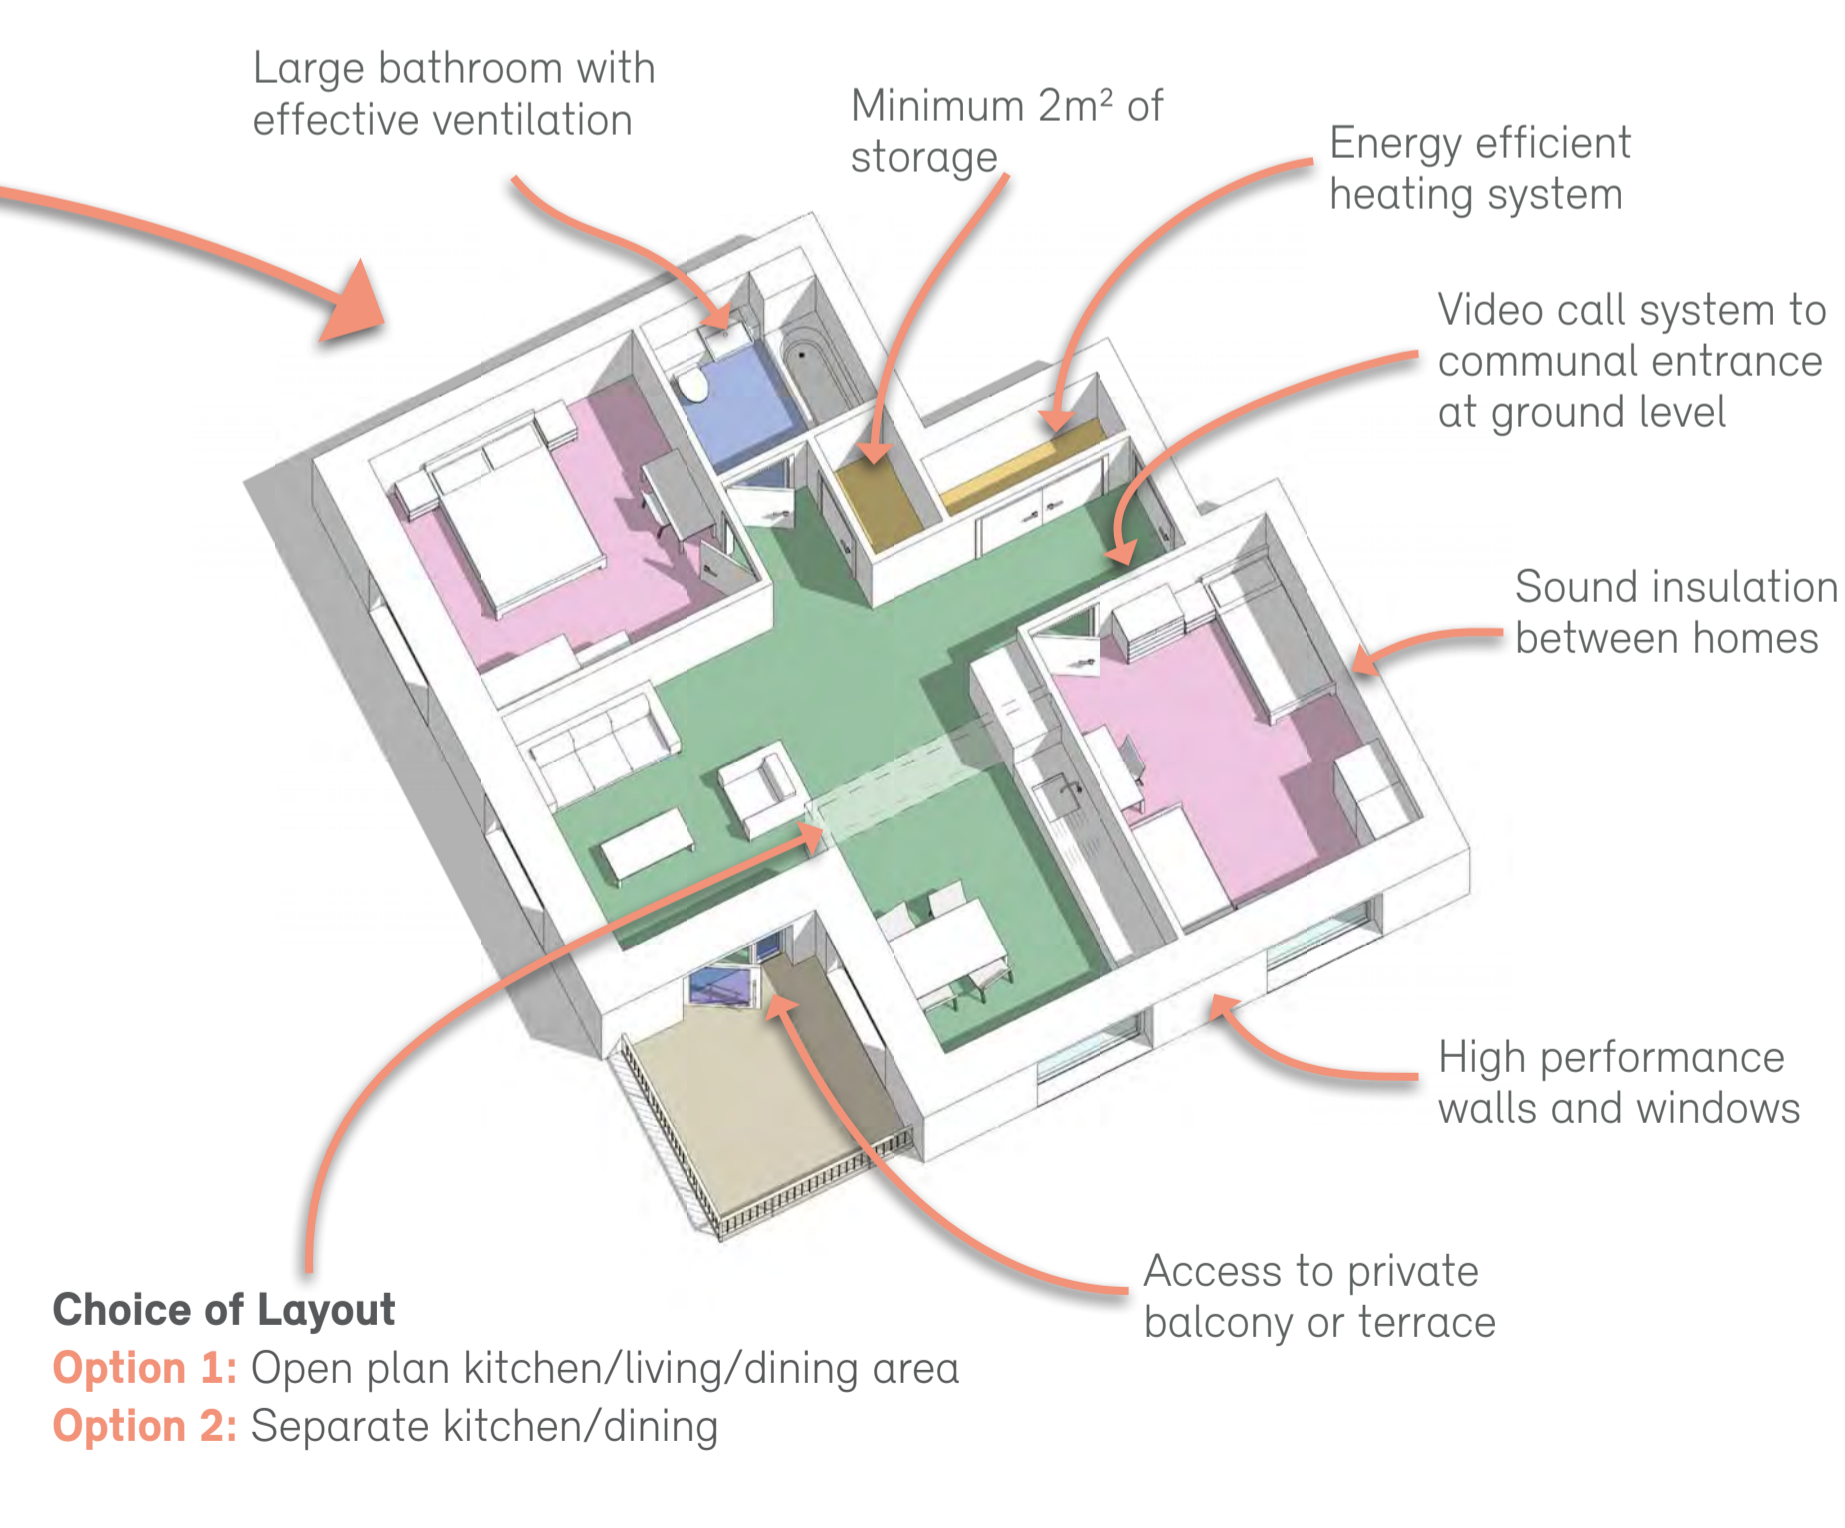 Large bathroom with
effective ventilation
Minimum 2m² of
storage
Energy efficient
heating system
Video call system to
communal entrance
at ground level
Sound insulation
between homes
High performance
walls and windows
Access to private
balcony or terrace
Choice of Layout
Option 1: Open plan kitchen/living/dining area
Option 2: Separate kitchen/dining